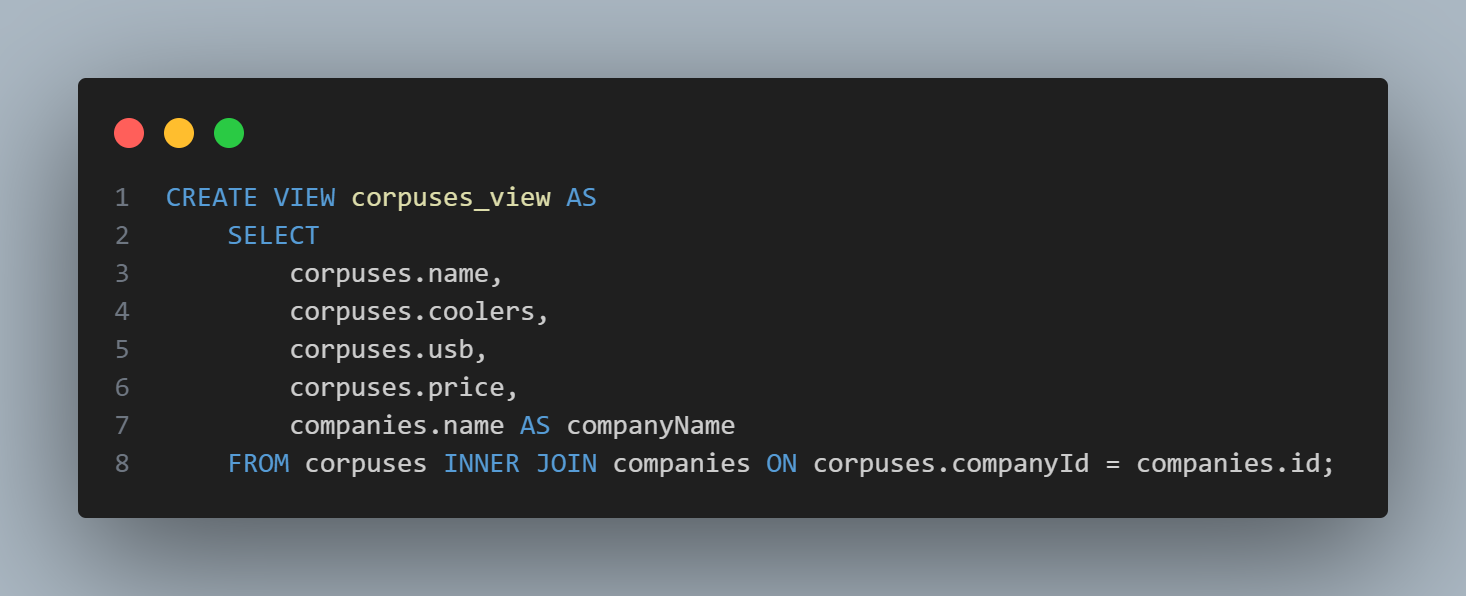 1 CREATE VIEW corpuses_view AS
2     SELECT
3         corpuses.name,
4         corpuses.coolers,
5         corpuses.usb,
6         corpuses.price,
7         companies.name AS companyName
8     FROM corpuses INNER JOIN companies ON corpuses.companyId = companies.id;